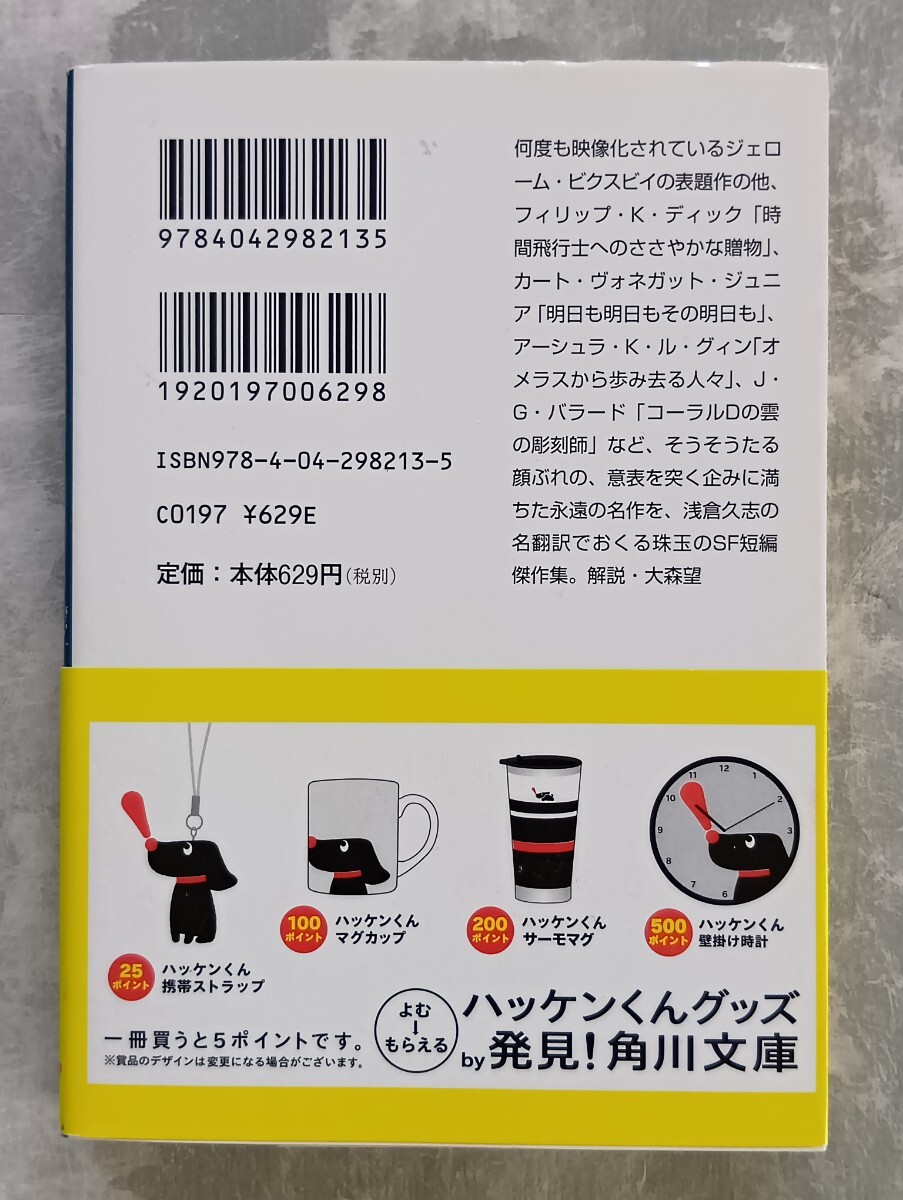 9784042982135
1920197006298
ISBN978-4-04-298213-5
C0197 ¥629E
定価：本体629円(税別)
何度も映像化されているジェロ
ーム・ビクスビイの表題作の他、
フィリップ・K・ディック「時
間飛行士へのささやかな贈物」、
カート・ヴォネガット・ジュニ
ア「明日も明日もその明日も」、
アーシュラ・K・ル・グィン「オ
メラスから歩み去る人々」、J・
G・バラード「コーラルDの雲
の彫刻師」など、そうそうたる
顔ぶれの、意表を突く企みに満
ちた永遠の名作を、浅倉久志の
名翻訳でおくる珠玉のSF短編
傑作集。解説・大森望
25
ポイント
ハッケンくん
携帯ストラップ
100
ポイント
ハッケンくん
マグカップ
200
ポイント
ハッケンくん
サーモマグ
11
12
1
10
2
9
3
8
7
6
500
ポイント
ハッケンくん
壁掛け時計
一冊買うと5ポイントです。
※賞品のデザインは変更になる場合がございます。
よむ
↓
もらえる
ハッケンくんグッズ
by 発見！角川文庫